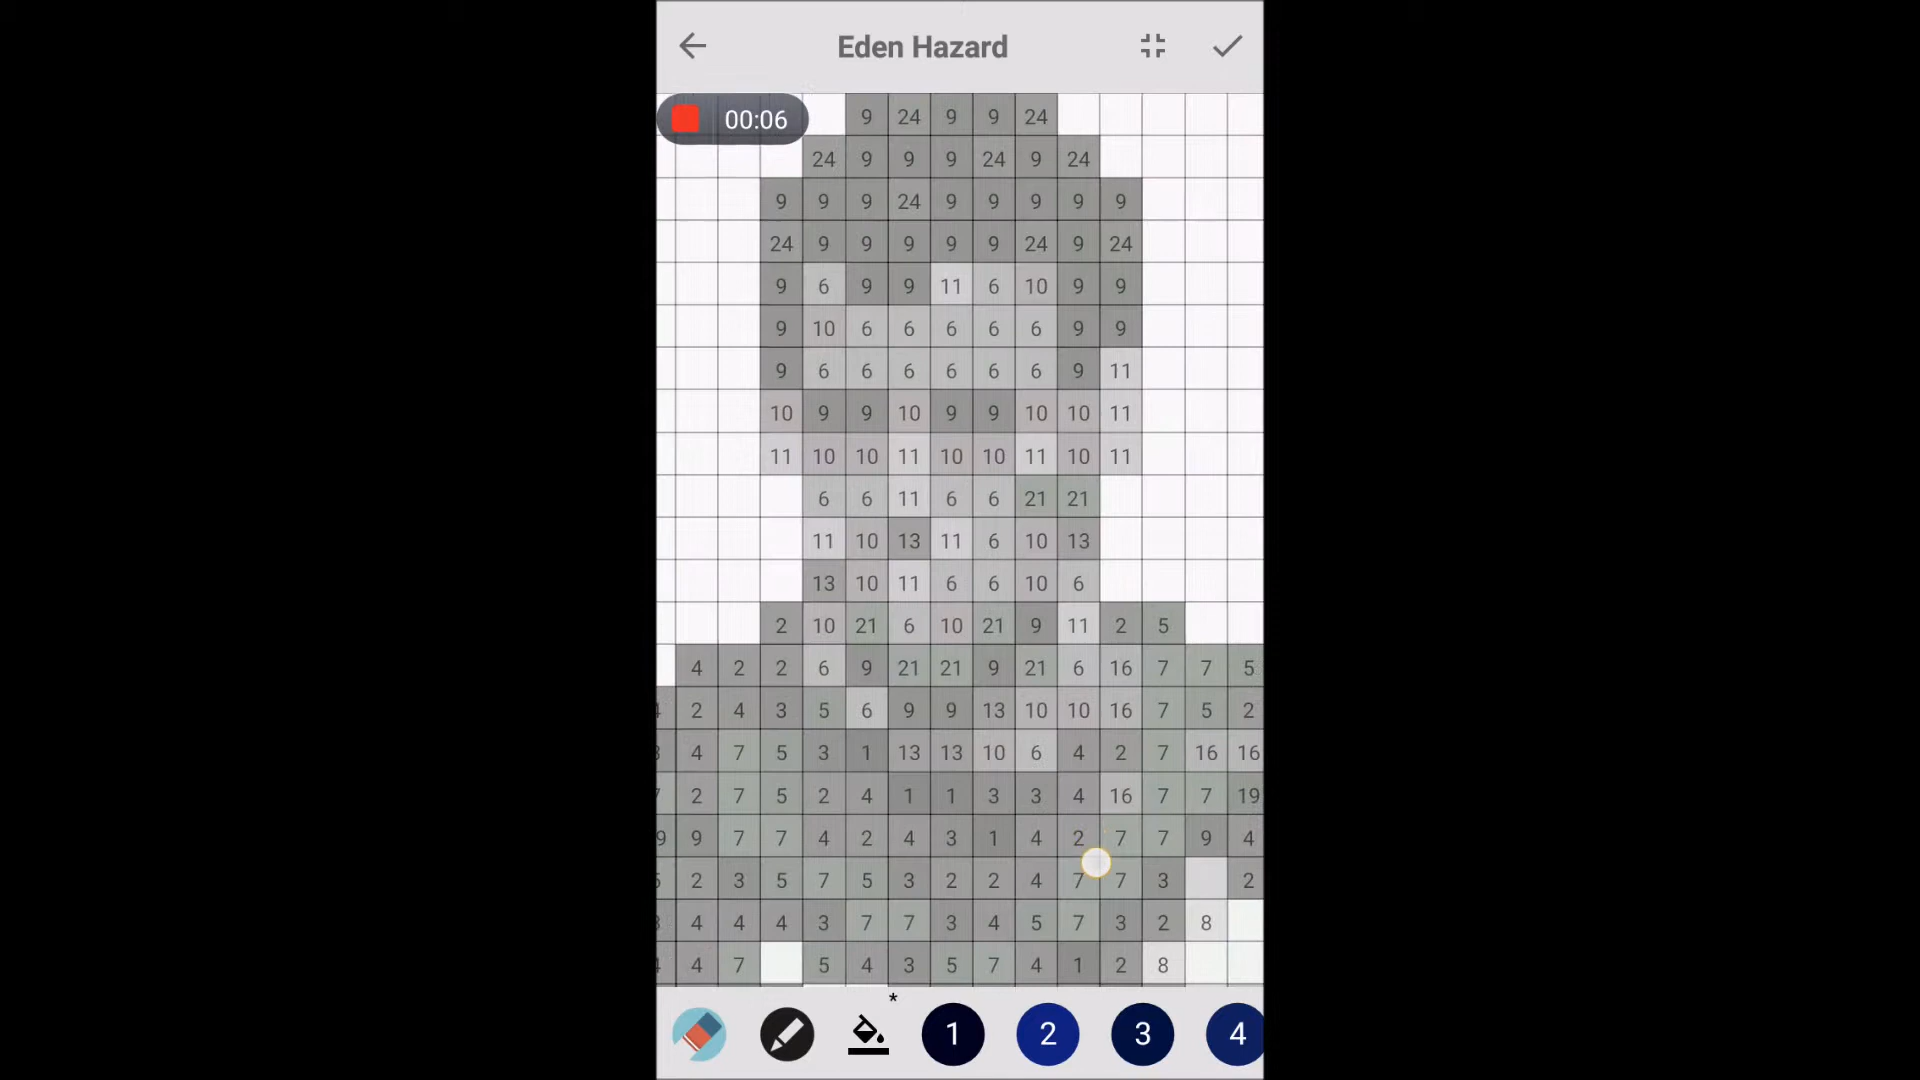 Eden Hazard
00:06
9 24 9 9 24
24 9 9 9 24 9 24
9 9 9 24 9 9 9 9 9
24 9 9 9 9 9 24 9 24
9 6 9 9 11 6 10 9 9
9 10 6 6 6 6 6 9 9
9 6 6 6 6 6 6 9 11
10 9 9 10 9 9 10 10 11
11 10 10 11 10 10 11 10 11
6 6 11 6 6 21 21
11 10 13 11 6 10 13
13 10 11 6 6 10 6
2 10 21 6 10 21 9 11 2 5
4 2 2 6 9 21 21 9 21 6 16 7 7 5
2 4 3 5 6 9 9 13 10 10 16 7 5 2
4 7 5 3 1 13 13 10 6 4 2 7 16 16
2 7 5 2 4 1 1 3 3 4 16 7 7 19
9 9 7 7 4 2 4 3 1 4 2 7 7 9 4
2 3 5 7 5 3 2 2 4 7 7 3 2
4 4 4 3 7 7 3 4 5 7 3 2 8
4 7 5 4 3 5 7 4 1 2 8
*
1 2 3 4